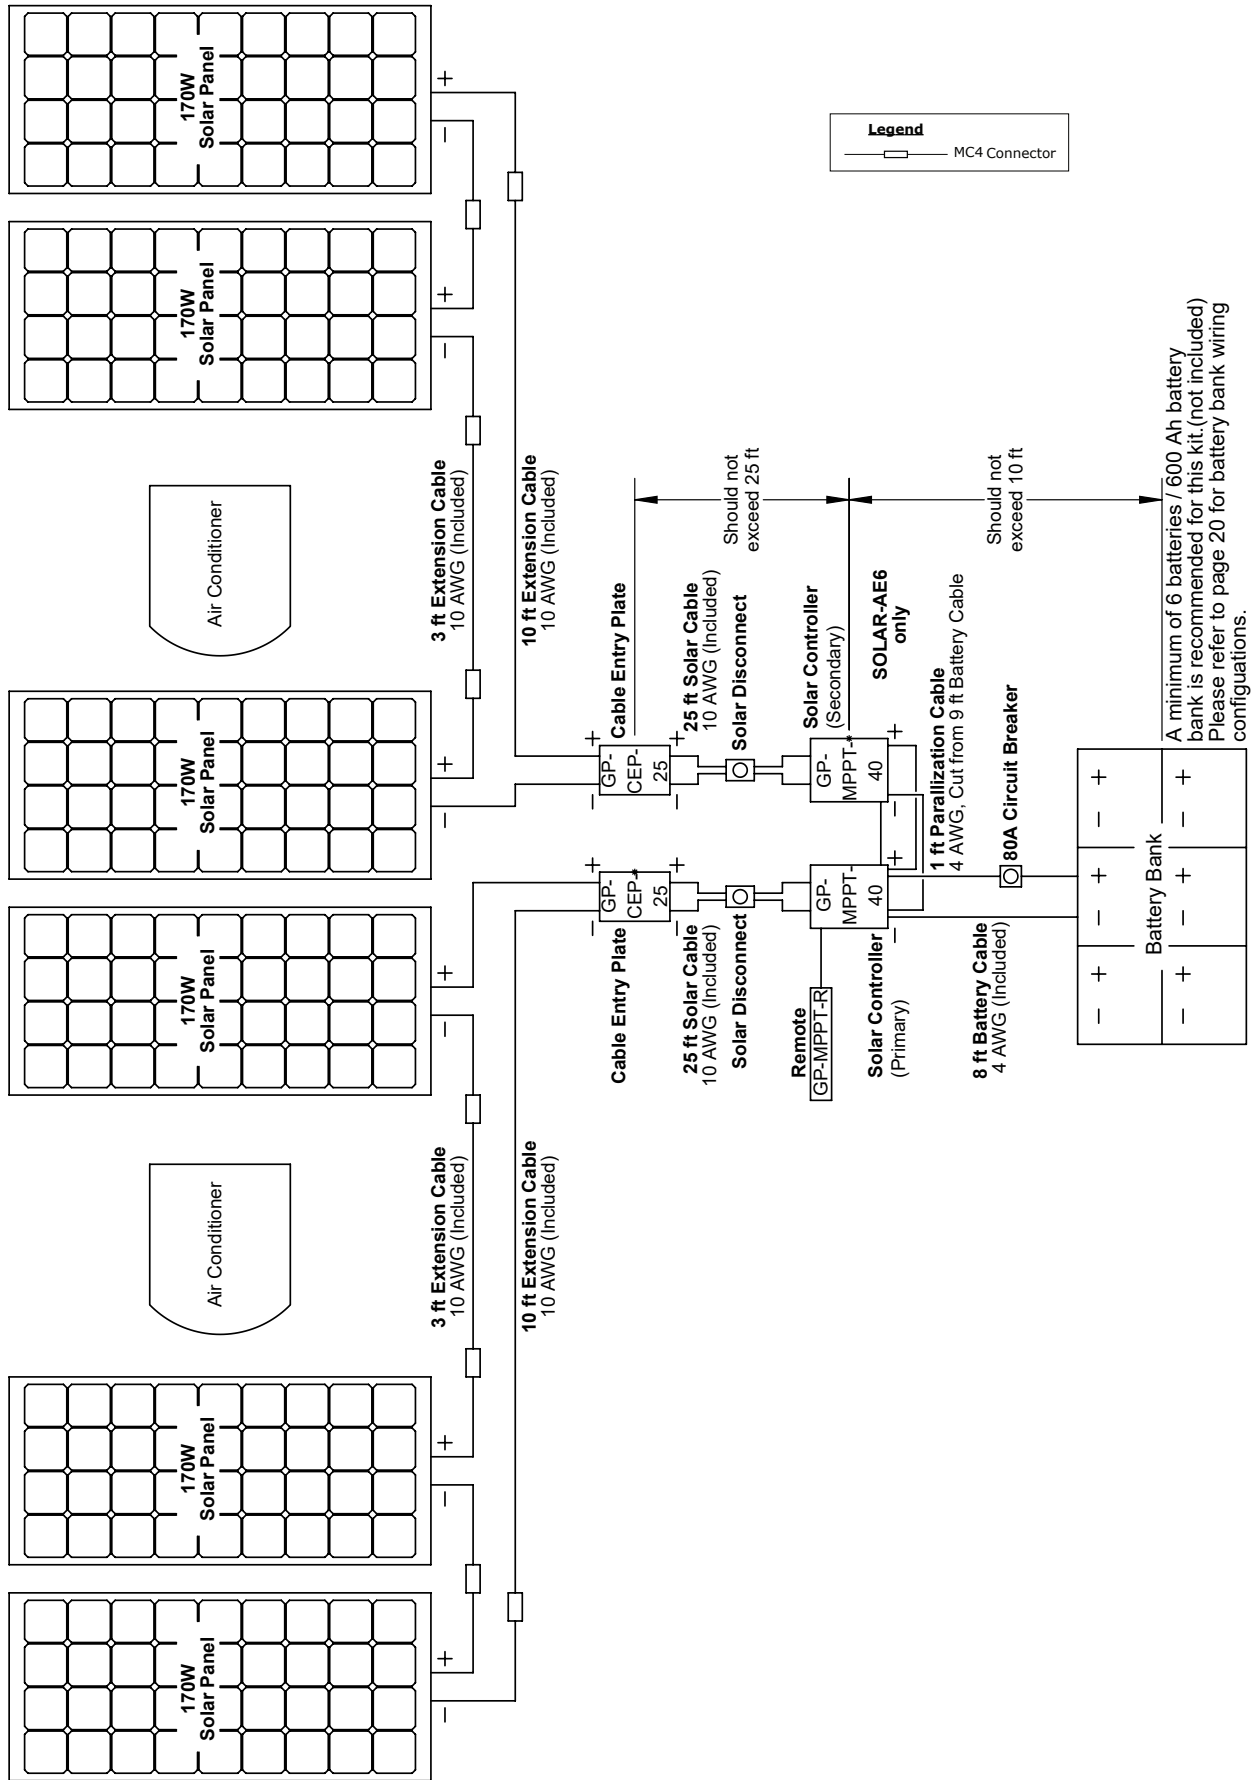 170W
Solar Panel
+
−
170W
Solar Panel
+
−
170W
Solar Panel
+
−
170W
Solar Panel
+
−
170W
Solar Panel
+
−
170W
Solar Panel
+
−
Legend
MC4 Connector
Air Conditioner
Air Conditioner
3 ft Extension Cable
10 AWG (Included)
10 ft Extension Cable
10 AWG (Included)
3 ft Extension Cable
10 AWG (Included)
10 ft Extension Cable
10 AWG (Included)
Cable Entry Plate
− +
GP-
CEP-
25
− +
25 ft Solar Cable
10 AWG (Included)
Solar Disconnect
Solar Controller
(Secondary)
GP-
MPPT-*
40
− +
SOLAR-AE6
only
Should not
exceed 25 ft
Should not
exceed 10 ft
Cable Entry Plate
− +
GP-
CEP-*
25
− +
25 ft Solar Cable
10 AWG (Included)
Solar Disconnect
Remote
GP-MPPT-R
Solar Controller
(Primary)
GP-
MPPT-
40
− +
1 ft Parallization Cable
4 AWG, Cut from 9 ft Battery Cable
80A Circuit Breaker
8 ft Battery Cable
4 AWG (Included)
− + − + − +
Battery Bank
− + − + − +
A minimum of 6 batteries / 600 Ah battery
bank is recommended for this kit.(not included)
Please refer to page 20 for battery bank wiring
configuations.